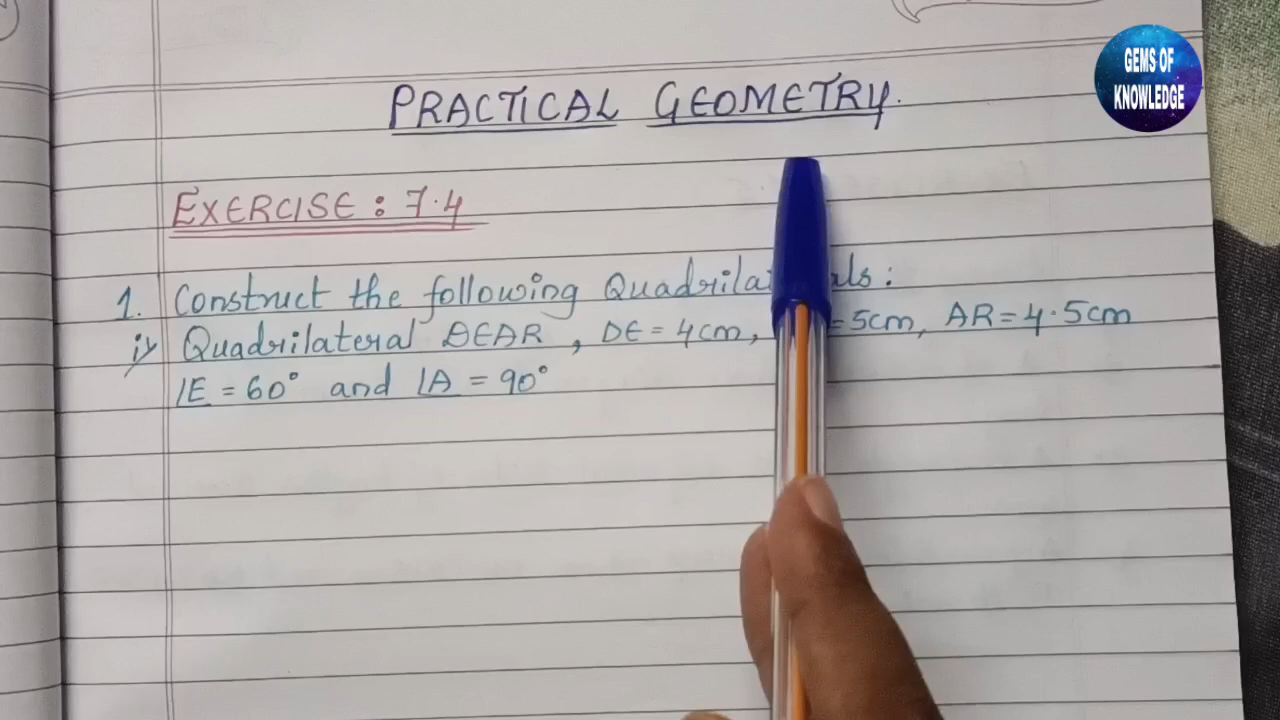 GEMS OF
KNOWLEDGE
PRACTICAL GEOMETRY.
EXERCISE : 7.4
1. Construct the following :
i) Quadrilateral DEAR , DE = 4cm, = 5cm, AR = 4.5cm
∠E = 60° and ∠A = 90°